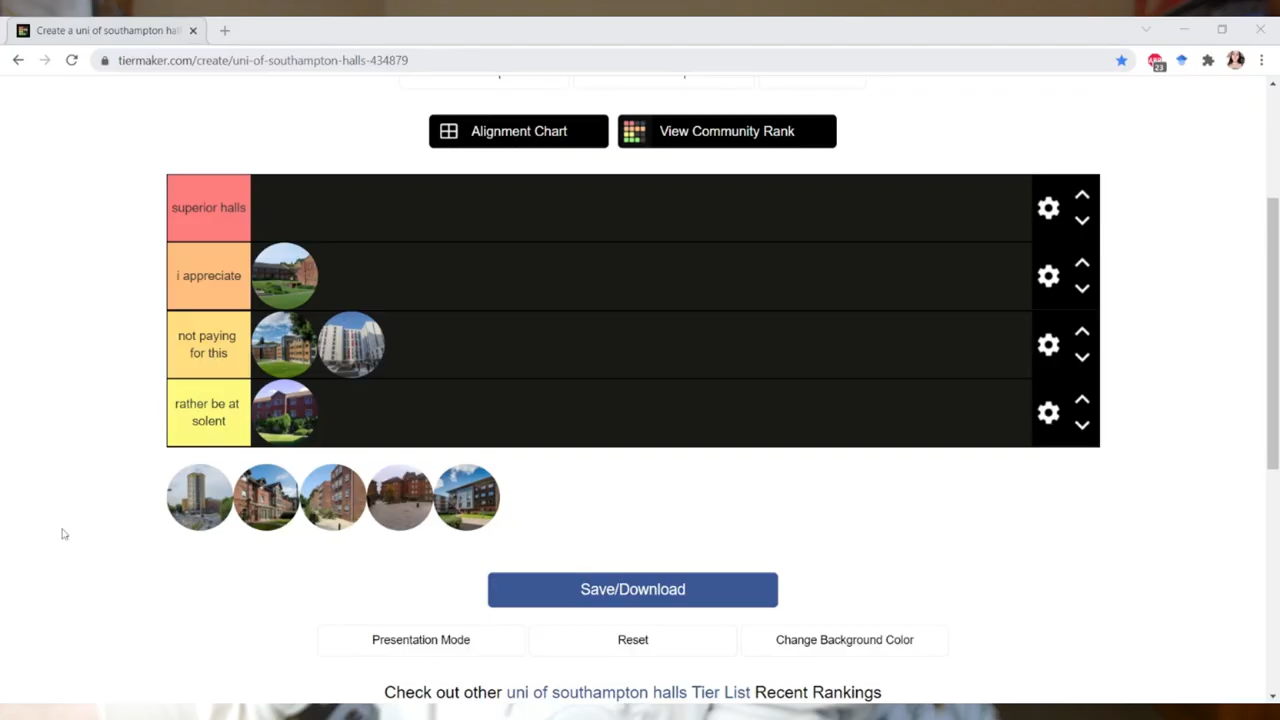 Create a uni of southampton hal
tiermaker.com/create/uni-of-southampton-halls-434879
23
Alignment Chart
View Community Rank
superior halls
i appreciate
not paying
for this
rather be at
solent
Save/Download
Presentation Mode
Reset
Change Background Color
Check out other uni of southampton halls Tier List Recent Rankings